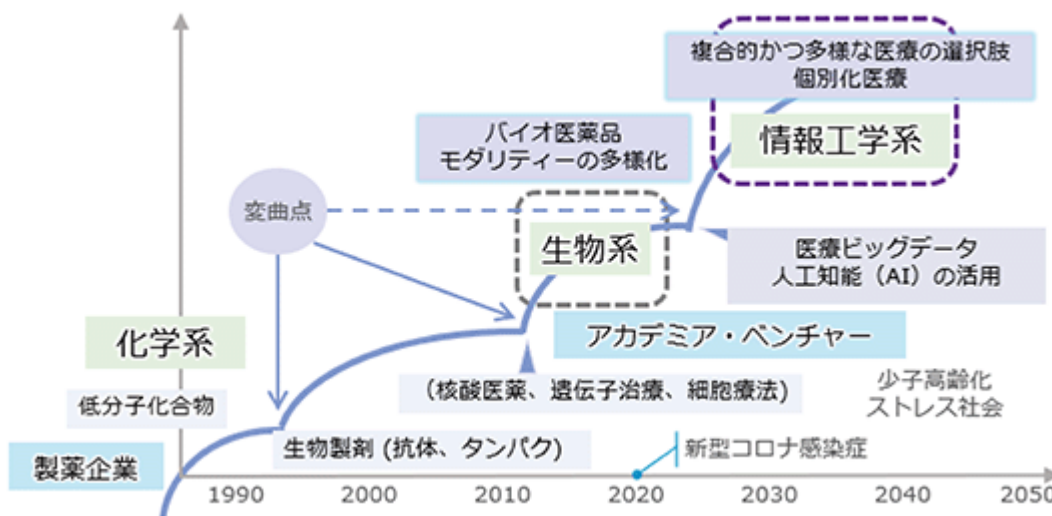 複合的かつ多様な医療の選択肢
個別化医療
情報工学系
バイオ医薬品
モダリティーの多様化
変曲点
生物系
医療ビッグデータ
人工知能（AI）の活用
化学系
アカデミア・ベンチャー
低分子化合物
（核酸医薬、遺伝子治療、細胞療法)
少子高齢化
ストレス社会
製薬企業
生物製剤 (抗体、タンパク)
新型コロナ感染症
1990 2000 2010 2020 2030 2040 2050